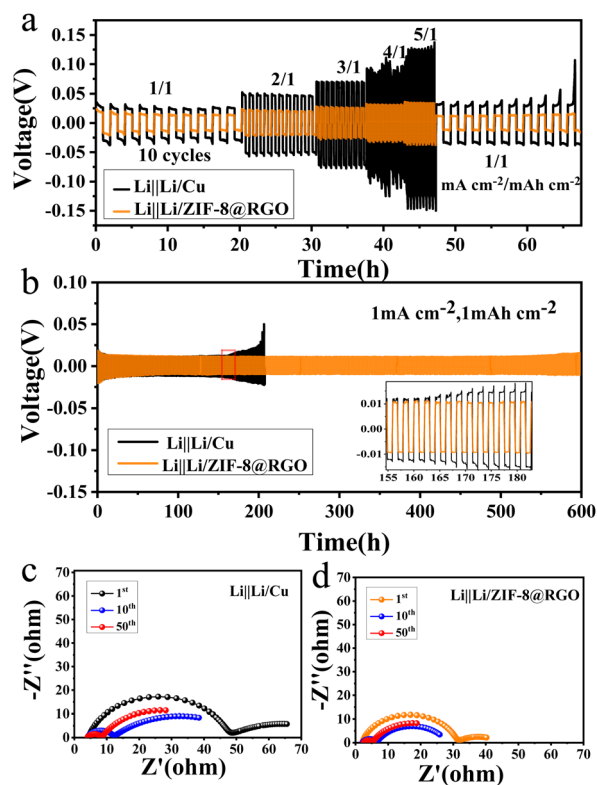 a
Voltage(V)
0.15
0.10
0.05
0.00
-0.05
-0.10
-0.15
1/1
2/1
3/1
4/1
5/1
10 cycles
1/1
mA cm-2/mAh cm-2
Li||Li/Cu
Li||Li/ZIF-8@RGO
0 10 20 30 40 50 60
Time(h)
b
Voltage(V)
0.10
0.05
0.00
-0.05
-0.10
-0.15
1mA cm-2,1mAh cm-2
Li||Li/Cu
Li||Li/ZIF-8@RGO
0.01
0.00
-0.01
155 160 165 170 175 180
0 100 200 300 400 500 600
Time(h)
c
-Z''(ohm)
70
60
50
40
30
20
10
0
1st
10th
50th
Li||Li/Cu
0 10 20 30 40 50 60 70
Z'(ohm)
d
-Z''(ohm)
70
60
50
40
30
20
10
0
1st
10th
50th
Li||Li/ZIF-8@RGO
0 10 20 30 40 50 60 70
Z'(ohm)